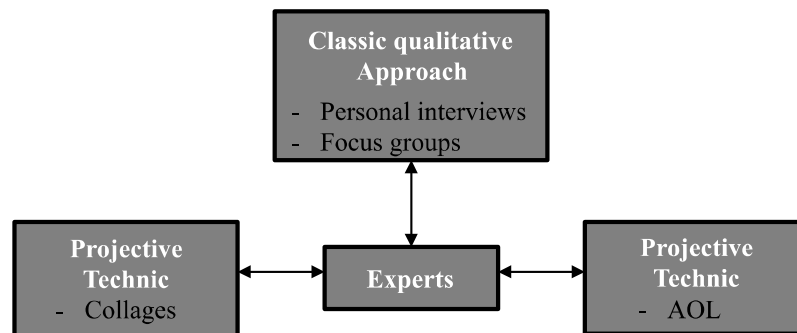 Classic qualitative
Approach
- Personal interviews
- Focus groups
Projective
Technic
- Collages
Experts
Projective
Technic
- AOL